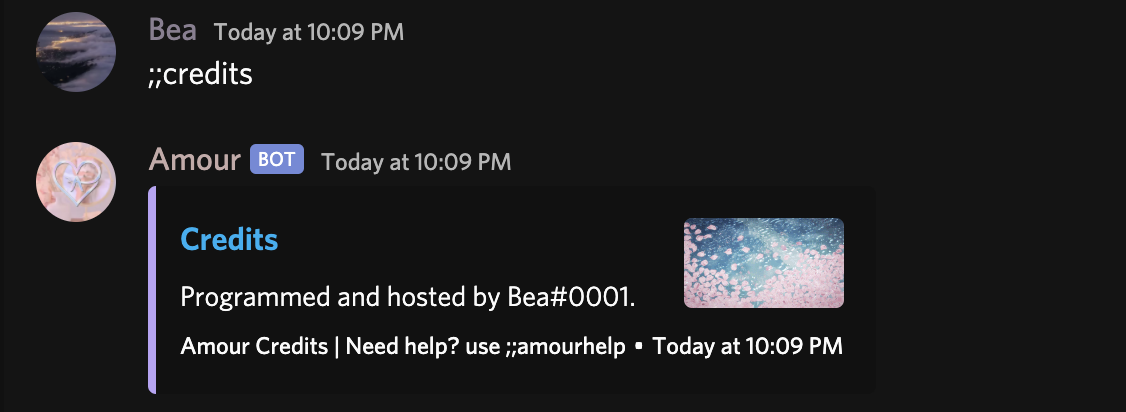 Bea Today at 10:09 PM
;;credits
Amour BOT Today at 10:09 PM
Credits
Programmed and hosted by Bea#0001.
Amour Credits | Need help? use ;;amourhelp • Today at 10:09 PM